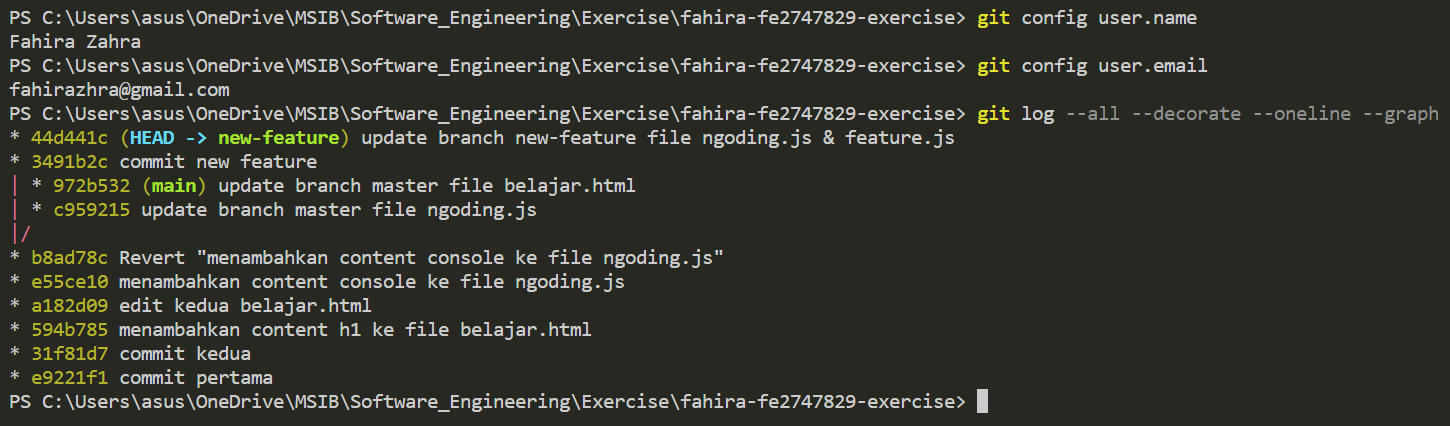 PS C:\Users\asus\OneDrive\MSIB\Software_Engineering\Exercise\fahira-fe2747829-exercise> git config user.name
Fahira Zahra
PS C:\Users\asus\OneDrive\MSIB\Software_Engineering\Exercise\fahira-fe2747829-exercise> git config user.email
fahirazhra@gmail.com
PS C:\Users\asus\OneDrive\MSIB\Software_Engineering\Exercise\fahira-fe2747829-exercise> git log --all --decorate --oneline --graph
* 44d441c (HEAD -> new-feature) update branch new-feature file ngoding.js & feature.js
* 3491b2c commit new feature
| * 972b532 (main) update branch master file belajar.html
| * c959215 update branch master file ngoding.js
|/
* b8ad78c Revert "menambahkan content console ke file ngoding.js"
* e55ce10 menambahkan content console ke file ngoding.js
* a182d09 edit kedua belajar.html
* 594b785 menambahkan content h1 ke file belajar.html
* 31f81d7 commit kedua
* e9221f1 commit pertama
PS C:\Users\asus\OneDrive\MSIB\Software_Engineering\Exercise\fahira-fe2747829-exercise>